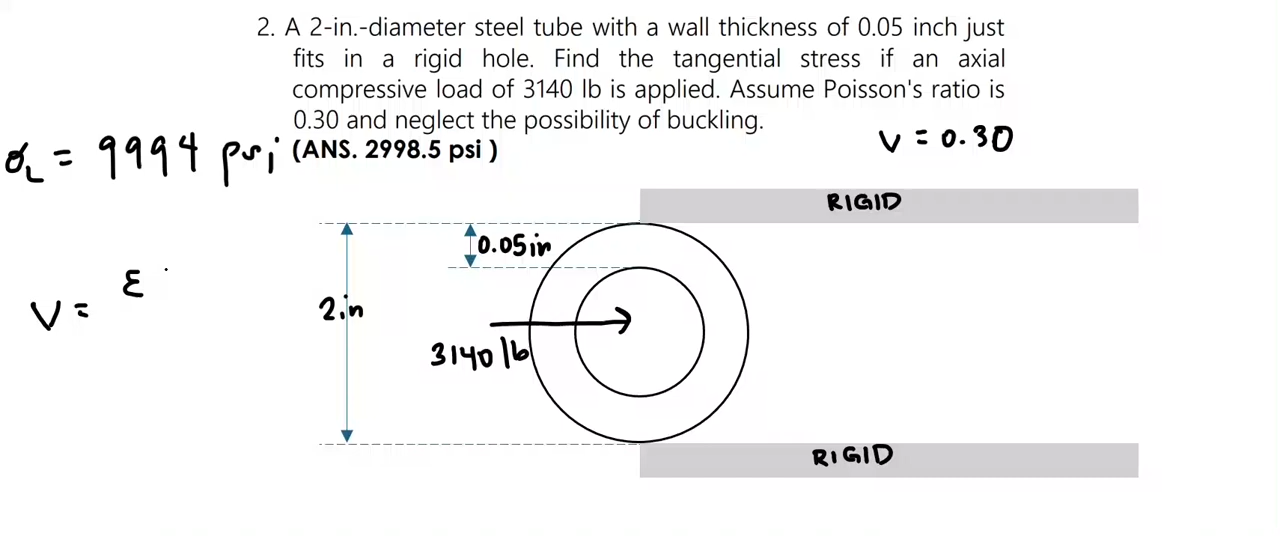 2. A 2-in.-diameter steel tube with a wall thickness of 0.05 inch just
fits in a rigid hole. Find the tangential stress if an axial
compressive load of 3140 lb is applied. Assume Poisson's ratio is
0.30 and neglect the possibility of buckling.
(ANS. 2998.5 psi )
σL = 9994 psi
ν = 0.30
RIGID
0.05in
ν = ε
2in
3140 lb
RIGID